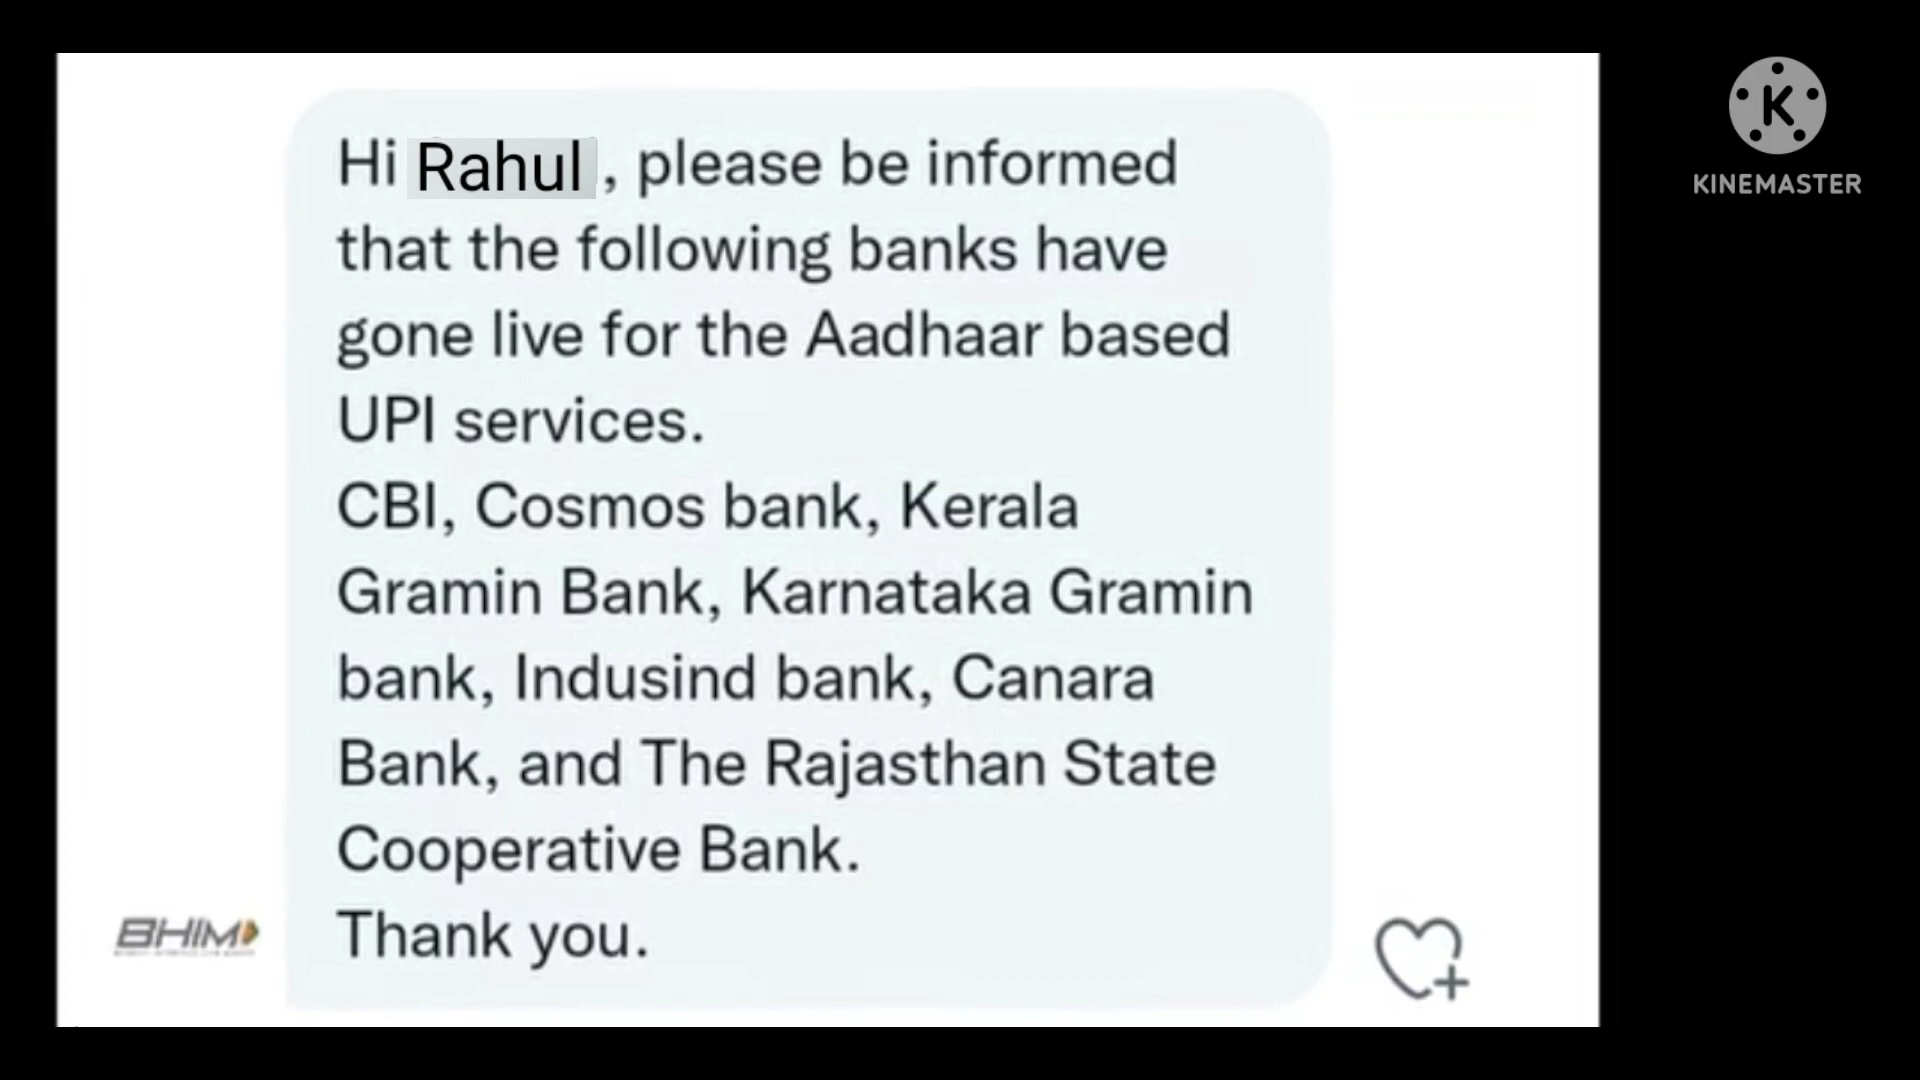 Hi Rahul, please be informed
that the following banks have
gone live for the Aadhaar based
UPI services.
CBI, Cosmos bank, Kerala
Gramin Bank, Karnataka Gramin
bank, Indusind bank, Canara
Bank, and The Rajasthan State
Cooperative Bank.
Thank you.
BHIM
KINEMASTER